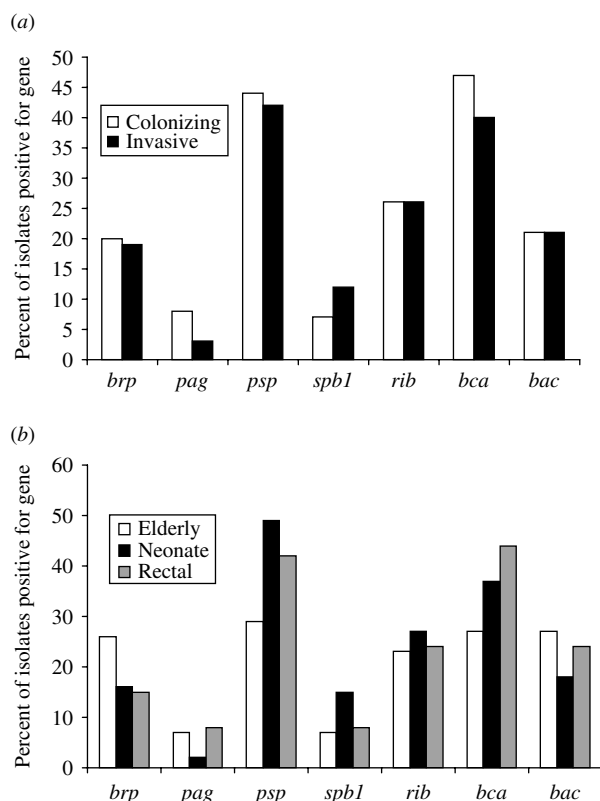 (a)
Percent of isolates positive for gene
50
45
40
35
30
25
20
15
10
5
0
Colonizing
Invasive
brp pag psp spb1 rib bca bac
(b)
Percent of isolates positive for gene
60
50
40
30
20
10
0
Elderly
Neonate
Rectal
brp pag psp spb1 rib bca bac